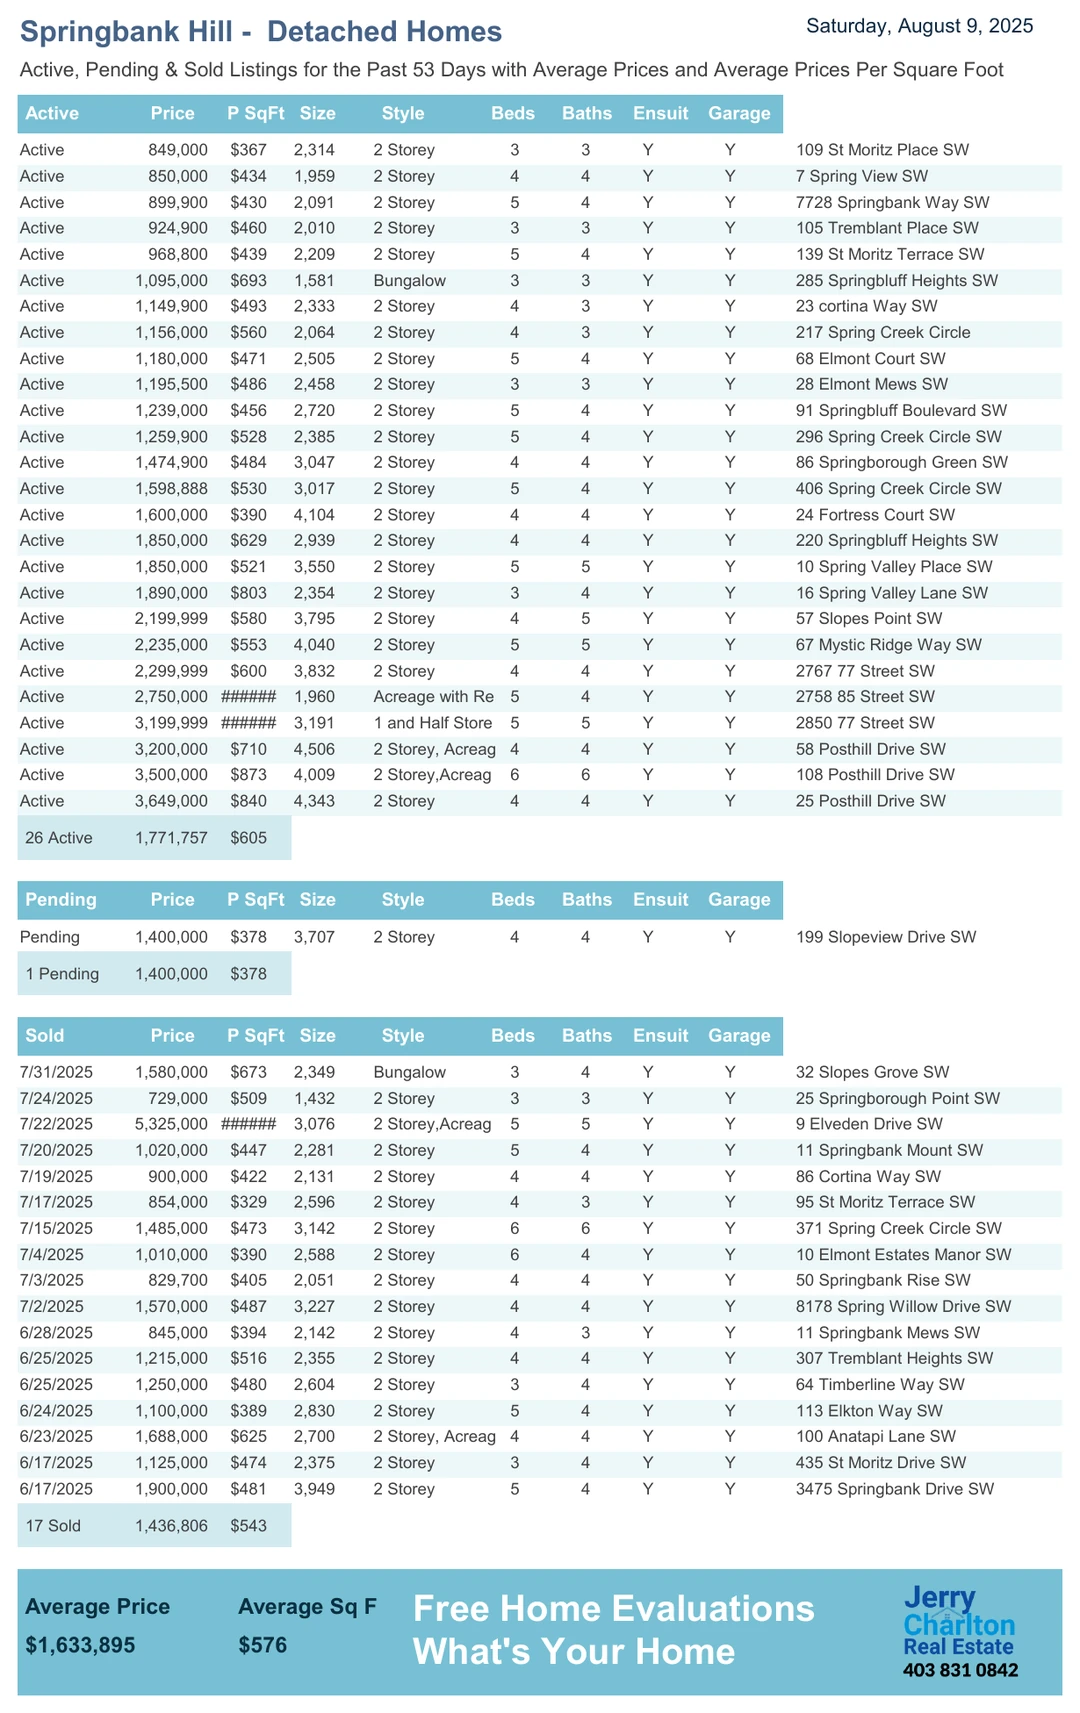 Springbank Hill -  Detached Homes
Saturday, August 9, 2025
Active, Pending & Sold Listings for the Past 53 Days with Average Prices and Average Prices Per Square Foot
Active Price P SqFt Size Style Beds Baths Ensuit Garage
Active 849,000 $367 2,314 2 Storey 3 3 Y Y 109 St Moritz Place SW
Active 850,000 $434 1,959 2 Storey 4 4 Y Y 7 Spring View SW
Active 899,900 $430 2,091 2 Storey 5 4 Y Y 7728 Springbank Way SW
Active 924,900 $460 2,010 2 Storey 3 3 Y Y 105 Tremblant Place SW
Active 968,800 $439 2,209 2 Storey 5 4 Y Y 139 St Moritz Terrace SW
Active 1,095,000 $693 1,581 Bungalow 3 3 Y Y 285 Springbluff Heights SW
Active 1,149,900 $493 2,333 2 Storey 4 3 Y Y 23 cortina Way SW
Active 1,156,000 $560 2,064 2 Storey 4 3 Y Y 217 Spring Creek Circle
Active 1,180,000 $471 2,505 2 Storey 5 4 Y Y 68 Elmont Court SW
Active 1,195,500 $486 2,458 2 Storey 3 3 Y Y 28 Elmont Mews SW
Active 1,239,000 $456 2,720 2 Storey 5 4 Y Y 91 Springbluff Boulevard SW
Active 1,259,900 $528 2,385 2 Storey 5 4 Y Y 296 Spring Creek Circle SW
Active 1,474,900 $484 3,047 2 Storey 4 4 Y Y 86 Springborough Green SW
Active 1,598,888 $530 3,017 2 Storey 5 4 Y Y 406 Spring Creek Circle SW
Active 1,600,000 $390 4,104 2 Storey 4 4 Y Y 24 Fortress Court SW
Active 1,850,000 $629 2,939 2 Storey 4 4 Y Y 220 Springbluff Heights SW
Active 1,850,000 $521 3,550 2 Storey 5 5 Y Y 10 Spring Valley Place SW
Active 1,890,000 $803 2,354 2 Storey 3 4 Y Y 16 Spring Valley Lane SW
Active 2,199,999 $580 3,795 2 Storey 4 5 Y Y 57 Slopes Point SW
Active 2,235,000 $553 4,040 2 Storey 5 5 Y Y 67 Mystic Ridge Way SW
Active 2,299,999 $600 3,832 2 Storey 4 4 Y Y 2767 77 Street SW
Active 2,750,000 ###### 1,960 Acreage with Re 5 4 Y Y 2758 85 Street SW
Active 3,199,999 ###### 3,191 1 and Half Store 5 5 Y Y 2850 77 Street SW
Active 3,200,000 $710 4,506 2 Storey, Acreag 4 4 Y Y 58 Posthill Drive SW
Active 3,500,000 $873 4,009 2 Storey,Acreag 6 6 Y Y 108 Posthill Drive SW
Active 3,649,000 $840 4,343 2 Storey 4 4 Y Y 25 Posthill Drive SW
26 Active 1,771,757 $605
Pending Price P SqFt Size Style Beds Baths Ensuit Garage
Pending 1,400,000 $378 3,707 2 Storey 4 4 Y Y 199 Slopeview Drive SW
1 Pending 1,400,000 $378
Sold Price P SqFt Size Style Beds Baths Ensuit Garage
7/31/2025 1,580,000 $673 2,349 Bungalow 3 4 Y Y 32 Slopes Grove SW
7/24/2025 729,000 $509 1,432 2 Storey 3 3 Y Y 25 Springborough Point SW
7/22/2025 5,325,000 ###### 3,076 2 Storey,Acreag 5 5 Y Y 9 Elveden Drive SW
7/20/2025 1,020,000 $447 2,281 2 Storey 5 4 Y Y 11 Springbank Mount SW
7/19/2025 900,000 $422 2,131 2 Storey 4 4 Y Y 86 Cortina Way SW
7/17/2025 854,000 $329 2,596 2 Storey 4 3 Y Y 95 St Moritz Terrace SW
7/15/2025 1,485,000 $473 3,142 2 Storey 6 6 Y Y 371 Spring Creek Circle SW
7/4/2025 1,010,000 $390 2,588 2 Storey 6 4 Y Y 10 Elmont Estates Manor SW
7/3/2025 829,700 $405 2,051 2 Storey 4 4 Y Y 50 Springbank Rise SW
7/2/2025 1,570,000 $487 3,227 2 Storey 4 4 Y Y 8178 Spring Willow Drive SW
6/28/2025 845,000 $394 2,142 2 Storey 4 3 Y Y 11 Springbank Mews SW
6/25/2025 1,215,000 $516 2,355 2 Storey 4 4 Y Y 307 Tremblant Heights SW
6/25/2025 1,250,000 $480 2,604 2 Storey 3 4 Y Y 64 Timberline Way SW
6/24/2025 1,100,000 $389 2,830 2 Storey 5 4 Y Y 113 Elkton Way SW
6/23/2025 1,688,000 $625 2,700 2 Storey, Acreag 4 4 Y Y 100 Anatapi Lane SW
6/17/2025 1,125,000 $474 2,375 2 Storey 3 4 Y Y 435 St Moritz Drive SW
6/17/2025 1,900,000 $481 3,949 2 Storey 5 4 Y Y 3475 Springbank Drive SW
17 Sold 1,436,806 $543
Average Price Average Sq F
$1,633,895 $576
Free Home Evaluations
What's Your Home
Jerry
Charlton
Real Estate
403 831 0842